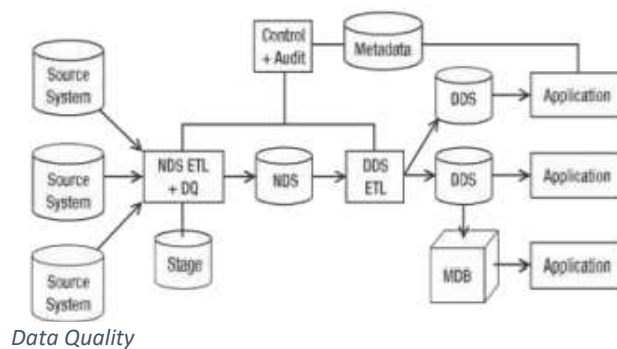 Control
+ Audit
Metadata
Source
System
DDS
Application
Source
System
NDS ETL
+ DQ
NDS
DDS
ETL
DDS
Application
Source
System
Stage
MDB
Application
Data Quality